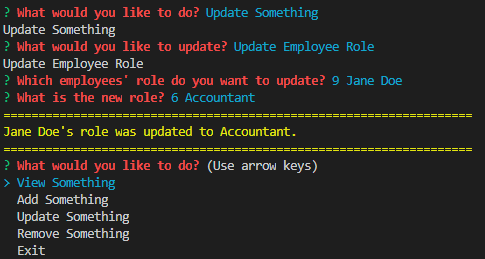 ? What would you like to do? Update Something
Update Something
? What would you like to update? Update Employee Role
Update Employee Role
? Which employees' role do you want to update? 9 Jane Doe
? What is the new role? 6 Accountant
===================================================================
Jane Doe's role was updated to Accountant.
===================================================================
? What would you like to do? (Use arrow keys)
> View Something
Add Something
Update Something
Remove Something
Exit